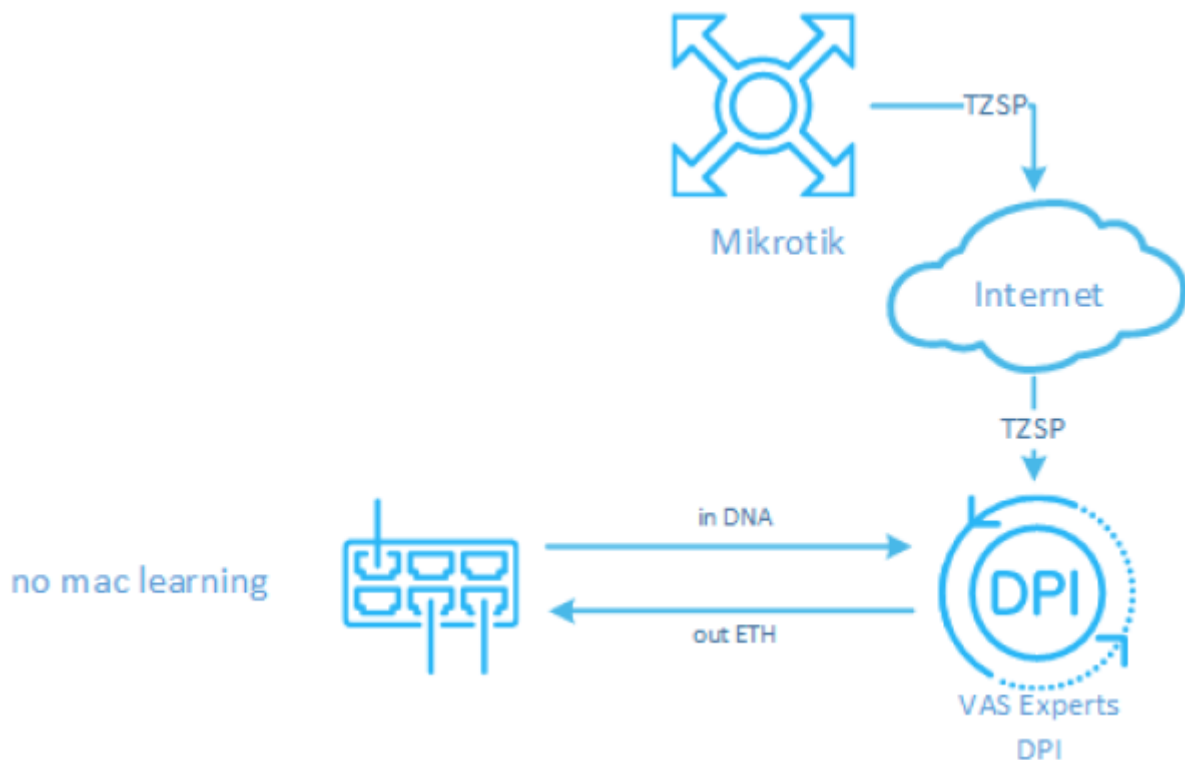 TZSP
Mikrotik
Internet
TZSP
in DNA
no mac learning
out ETH
DPI
VAS Experts
DPI